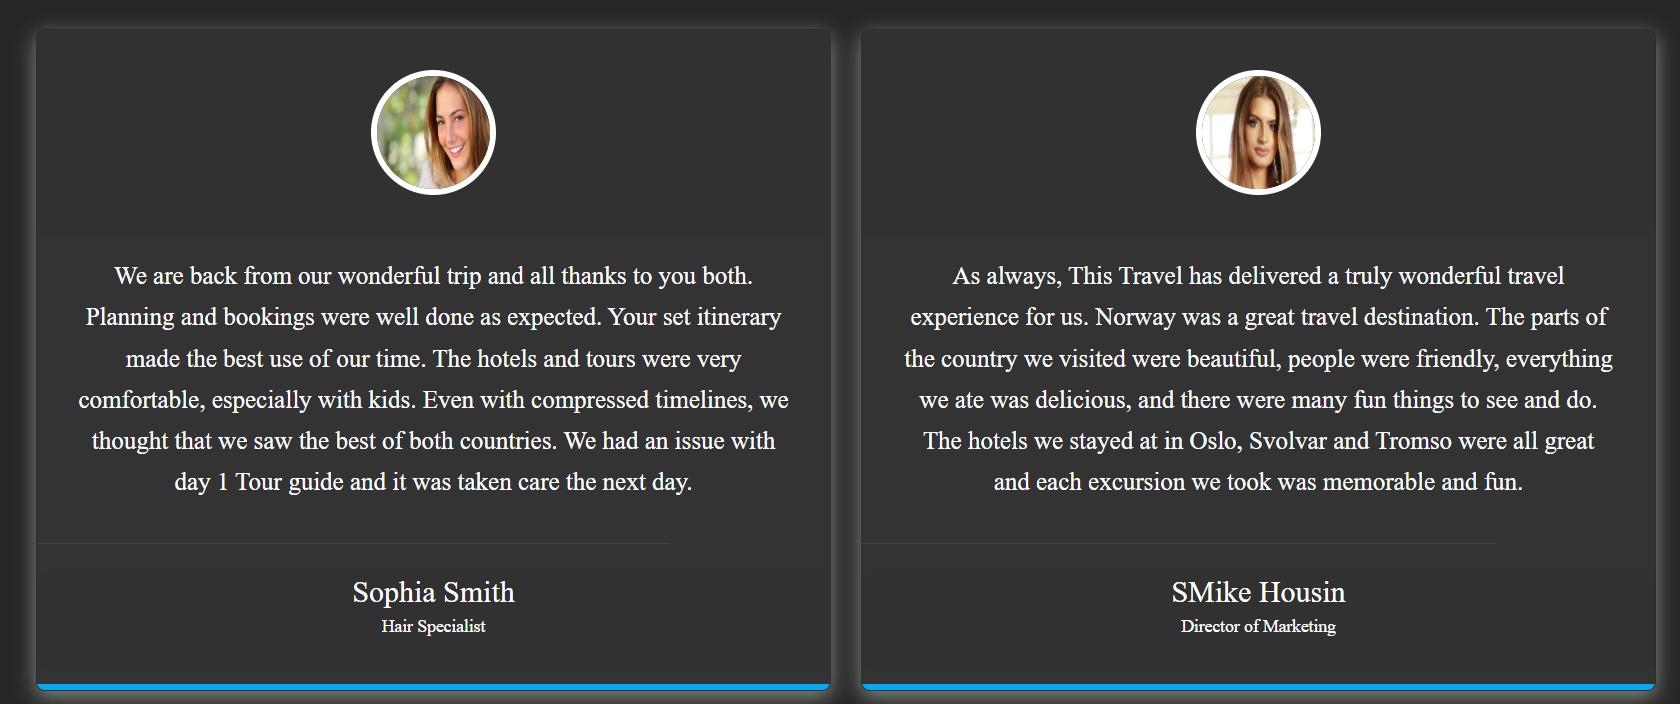 We are back from our wonderful trip and all thanks to you both.
Planning and bookings were well done as expected. Your set itinerary
made the best use of our time. The hotels and tours were very
comfortable, especially with kids. Even with compressed timelines, we
thought that we saw the best of both countries. We had an issue with
day 1 Tour guide and it was taken care the next day.
Sophia Smith
Hair Specialist
As always, This Travel has delivered a truly wonderful travel
experience for us. Norway was a great travel destination. The parts of
the country we visited were beautiful, people were friendly, everything
we ate was delicious, and there were many fun things to see and do.
The hotels we stayed at in Oslo, Svolvar and Tromso were all great
and each excursion we took was memorable and fun.
SMike Housin
Director of Marketing